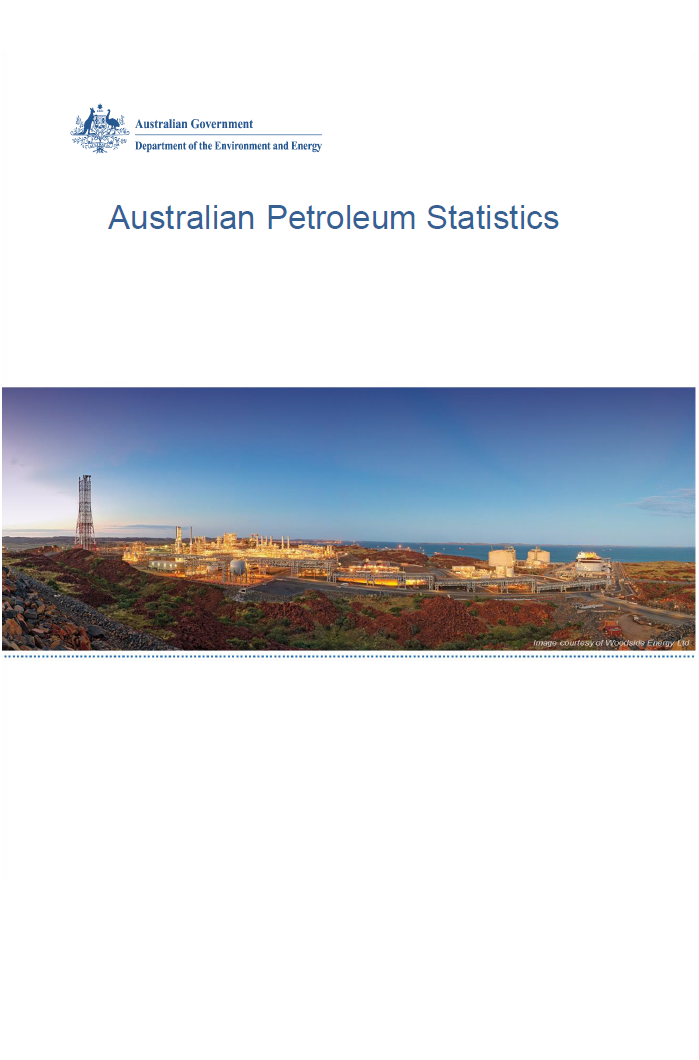 Australian Government
Department of the Environment and Energy
Australian Petroleum Statistics
Image courtesy of Woodside Energy Ltd